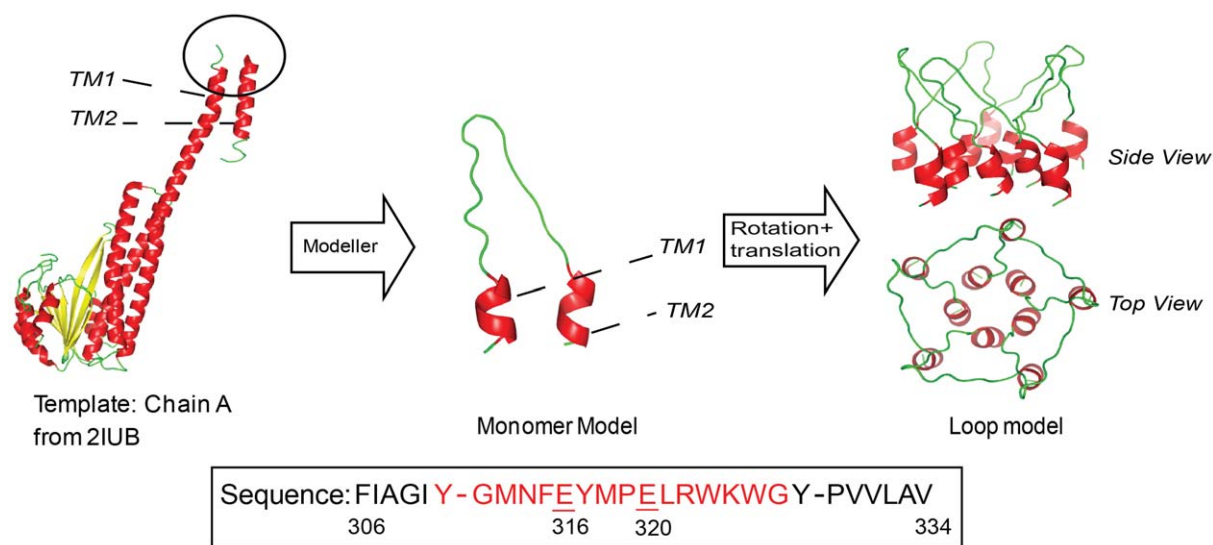 TM1
TM2
Template: Chain A
from 2IUB
Modeller
TM1
TM2
Monomer Model
Rotation+
translation
Side View
Top View
Loop model
Sequence: FIAGIY-GMNFEYMPELRWKWGY-PVVLAV
306 316 320 334